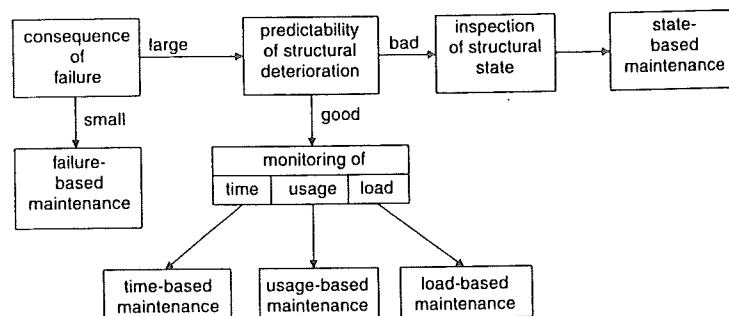 consequence
of
failure
large
predictability
of structural
deterioration
bad
inspection
of structural
state
state-
based
maintenance
small
good
failure-
based
maintenance
monitoring of
time
usage
load
time-based
maintenance
usage-based
maintenance
load-based
maintenance